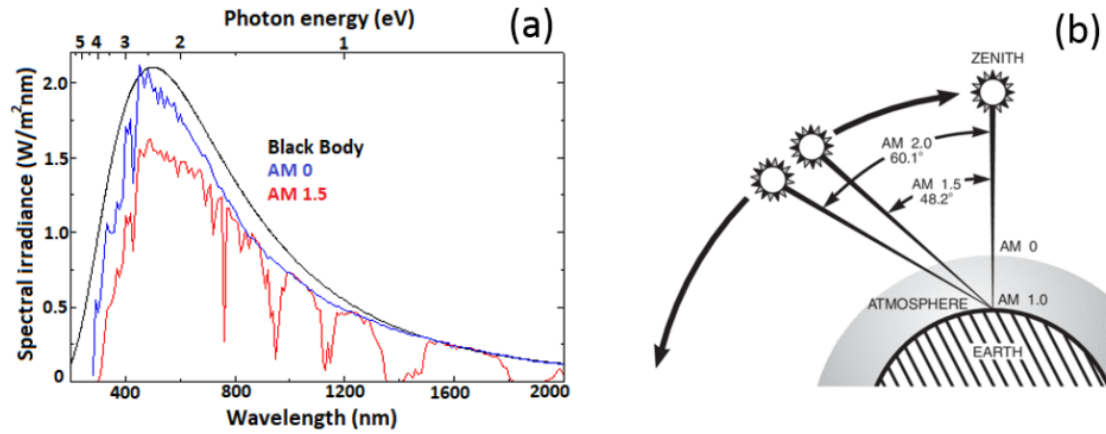 Photon energy (eV)
(a)
5 4 3 2 1
2.0
1.5
1.0
0.5
0
Spectral irradiance (W/m²nm)
Black Body
AM 0
AM 1.5
400 800 1200 1600 2000
Wavelength (nm)
(b)
ZENITH
AM 2.0
60.1°
AM 1.5
48.2°
AM 0
ATMOSPHERE
AM 1.0
EARTH